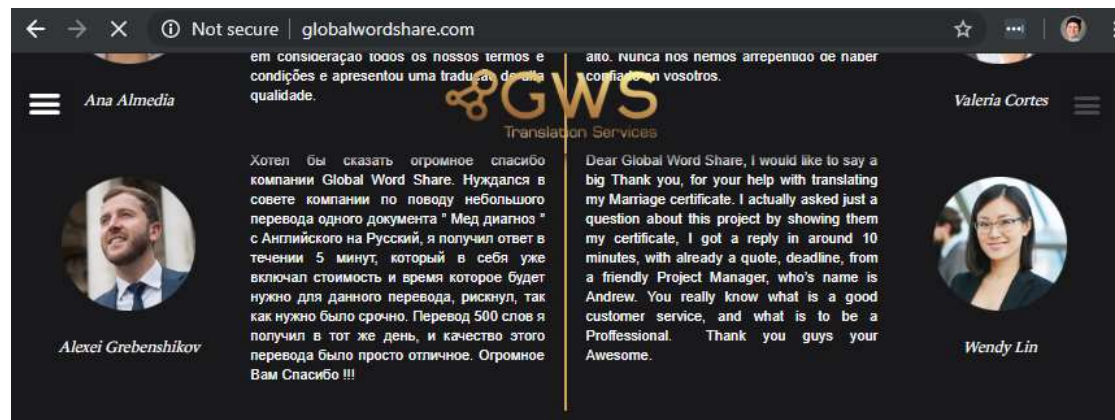 Not secure globalwordshare.com
em consideração todos os nossos termos e
condições e apresentou uma tradução de alta
qualidade.
Ana Almedia
alto. Nunca nos hemos arrepentido de haber
confiado en vosotros.
Valeria Cortes
GWS
Translation Services
Хотел бы сказать огромное спасибо
компании Global Word Share. Нуждался в
совете компании по поводу небольшого
перевода одного документа " Мед диагноз "
с Английского на Русский, я получил ответ в
течении 5 минут, который в себя уже
включал стоимость и время которое будет
нужно для данного перевода, рискнул, так
как нужно было срочно. Перевод 500 слов я
получил в тот же день, и качество этого
перевода было просто отличное. Огромное
Вам Спасибо !!!
Alexei Grebenshikov
Dear Global Word Share, I would like to say a
big Thank you, for your help with translating
my Marriage certificate. I actually asked just a
question about this project by showing them
my certificate, I got a reply in around 10
minutes, with already a quote, deadline, from
a friendly Project Manager, who's name is
Andrew. You really know what is a good
customer service, and what is to be a
Proffessional. Thank you guys your
Awesome.
Wendy Lin